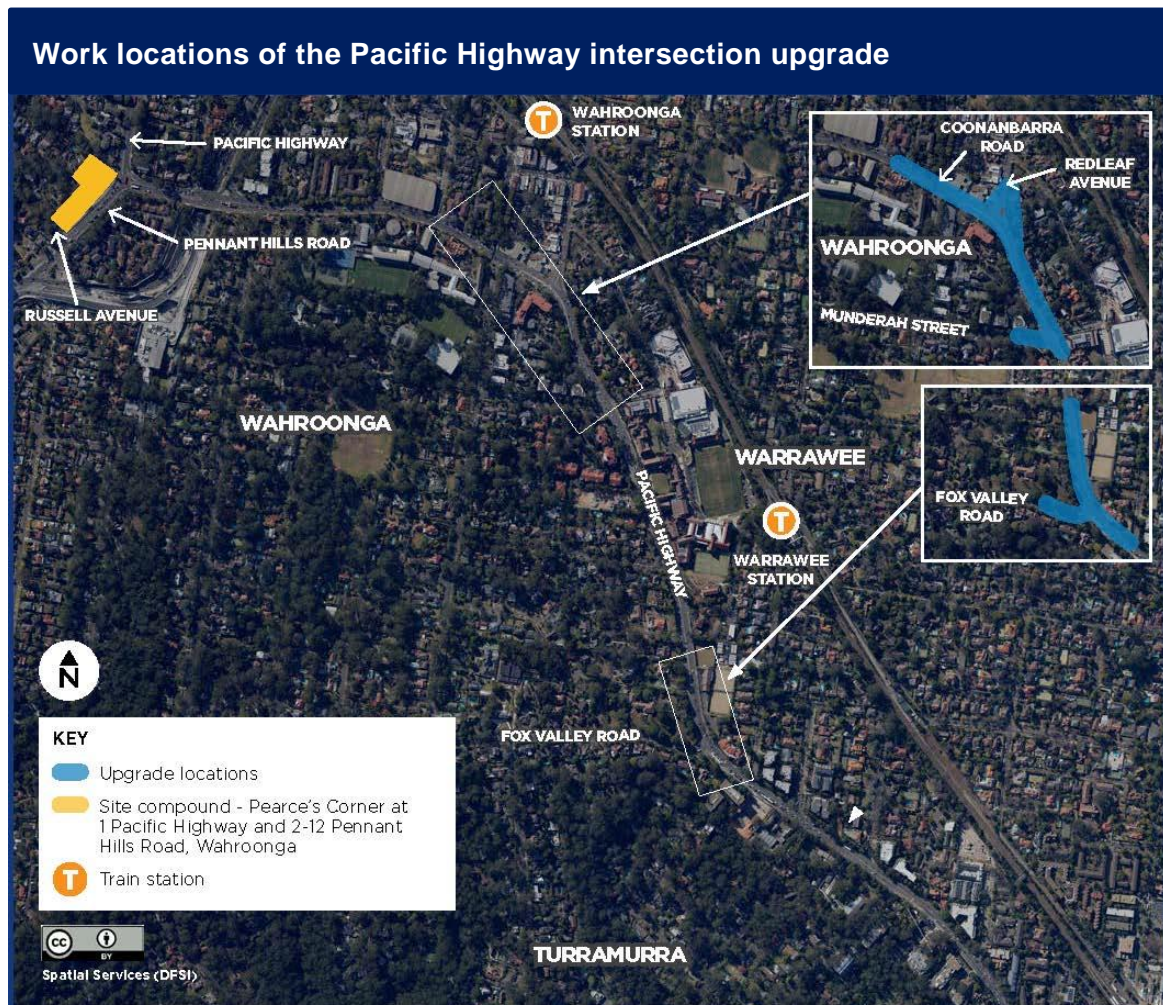 Work locations of the Pacific Highway intersection upgrade
WAHROONGA
STATION
PACIFIC HIGHWAY
COONANBARRA
ROAD
REDLEAF
AVENUE
PENNANT HILLS ROAD
WAHROONGA
RUSSELL AVENUE
MUNDERAH STREET
WAHROONGA
WARRAWEE
PACIFIC HIGHWAY
FOX VALLEY
ROAD
T
WARRAWEE
STATION
T
N
FOX VALLEY ROAD
KEY
Upgrade locations
Site compound - Pearce's Corner at
1 Pacific Highway and 2-12 Pennant
Hills Road, Wahroonga
T Train station
cc BY
Spatial Services (DFSI)
TURRAMURRA